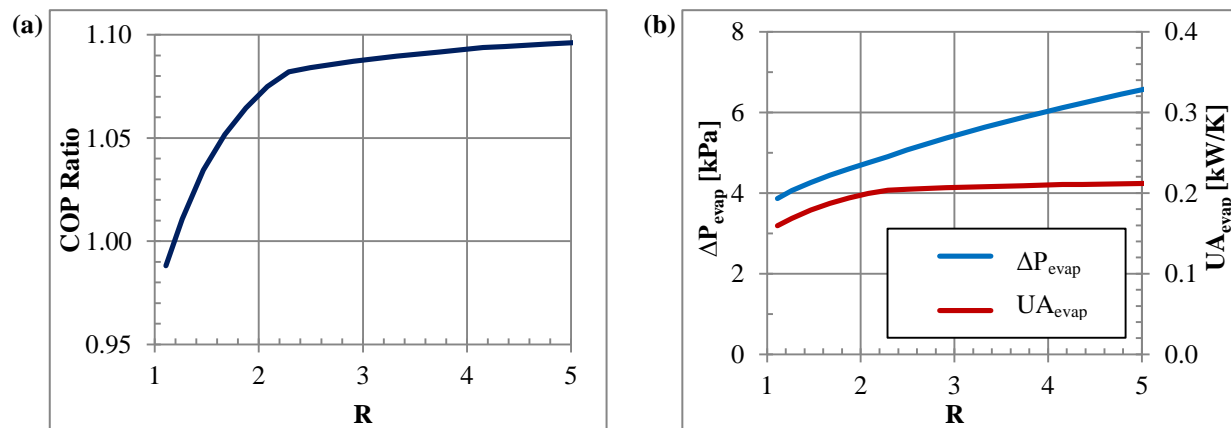 (a)
COP Ratio
1.10
1.05
1.00
0.95
1 2 3 4 5
R
(b)
ΔPevap [kPa]
8
6
4
2
0
ΔPevap
UAevap
0.4
0.3
0.2
0.1
0.0
UAevap [kW/K]
1 2 3 4 5
R